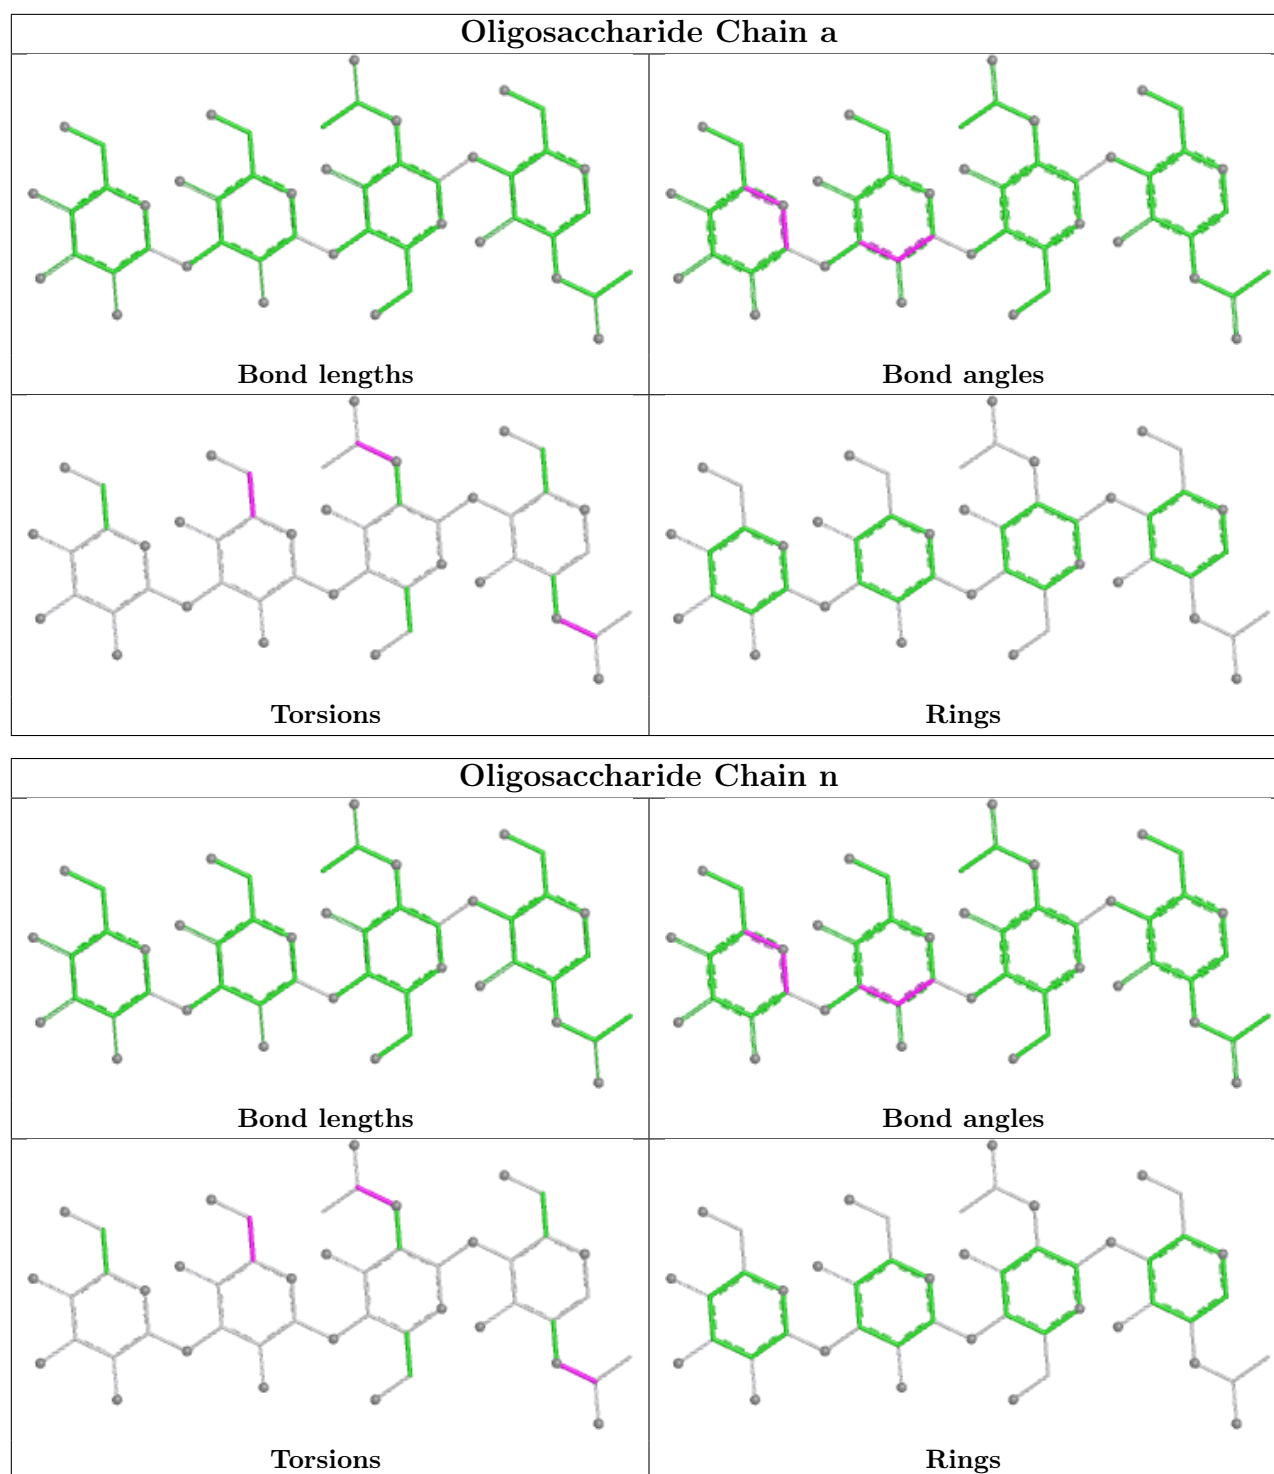 Oligosaccharide Chain a
Bond lengths
Bond angles
Torsions
Rings
Oligosaccharide Chain n
Bond lengths
Bond angles
Torsions
Rings